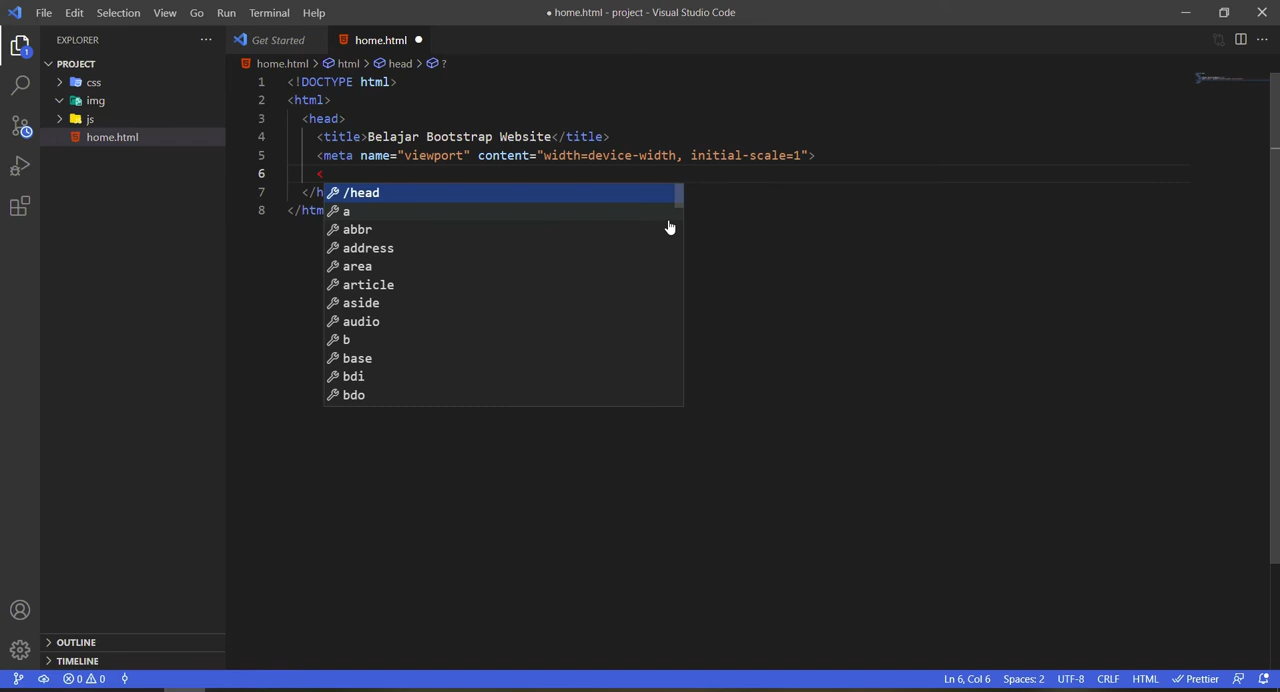 File Edit Selection View Go Run Terminal Help
● home.html - project - Visual Studio Code
EXPLORER
Get Started
home.html
PROJECT
css
img
js
home.html
home.html > html > head > ?
1 <!DOCTYPE html>
2 <html>
3 <head>
4 <title>Belajar Bootstrap Website</title>
5 <meta name="viewport" content="width=device-width, initial-scale=1">
6 <
7 </h
8 </htm
/head
a
abbr
address
area
article
aside
audio
b
base
bdi
bdo
1
OUTLINE
TIMELINE
0 0
Ln 6, Col 6 Spaces: 2 UTF-8 CRLF HTML Prettier